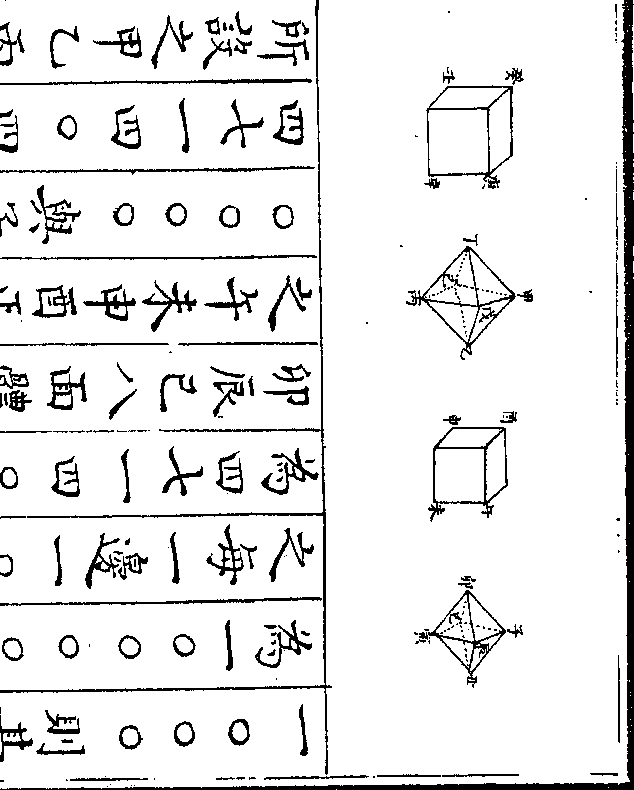 一〇〇〇則其
為一〇〇〇〇
之每一邊一〇
為四七一四〇
卯辰巳八面體
之午未申酉正
〇〇〇〇與子
四七一四〇四
所設之甲乙丙
子
卯
巳
辰
丑
寅
酉
申
午
未
甲
丁
己
戊
乙
丙
癸
壬
庚
辛